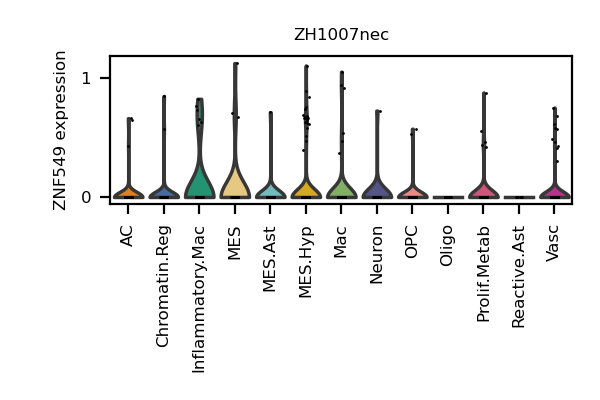 ZH1007nec
ZNF549 expression
1
0
AC
Chromatin.Reg
Inflammatory.Mac
MES
MES.Ast
MES.Hyp
Mac
Neuron
OPC
Oligo
Prolif.Metab
Reactive.Ast
Vasc